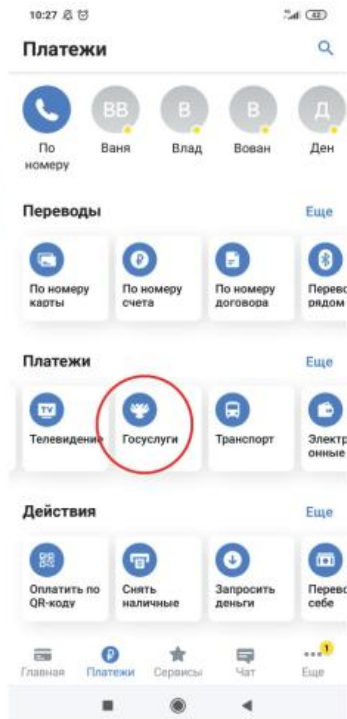 10:27
42
Платежи
ВВ В В Д
По номеру
Ваня Влад Вован Ден
Переводы Еще
По номеру карты
По номеру счета
По номеру договора
Перево рядом
Платежи Еще
TV
Телевидение Госуслуги Транспорт
Электр онные
Действия Еще
Оплатить по QR-коду
Снять наличные
Запросить деньги
Перево себе
1
Главная Платежи Сервисы Чат Еще